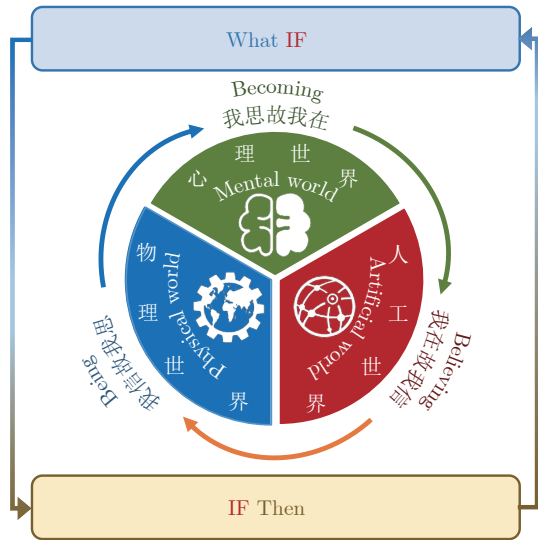 What IF
Becoming
我思故我在
心理世界
Mental world
物理世界
Physical world
人工世界
Artificial world
Being
我信故我思
Believing
我在故我信
IF Then